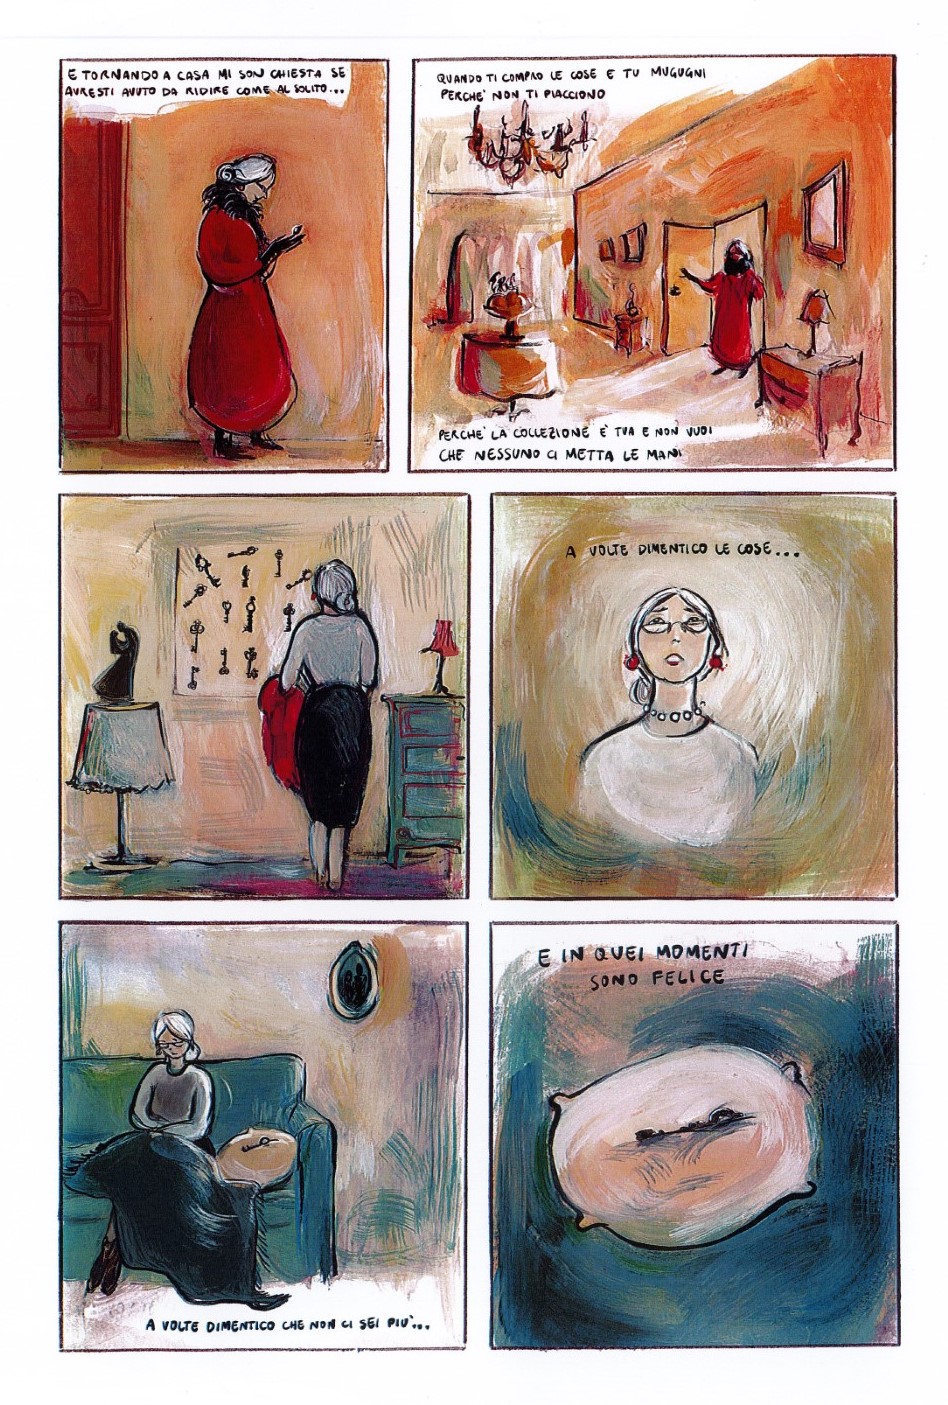 E TORNANDO A CASA MI SON CHIESTA SE
AVRESTI AVUTO DA RIDIRE COME AL SOLITO...
QUANDO TI COMPRO LE COSE E TU MUGUGNI
PERCHE' NON TI PIACCIONO
PERCHE' LA COLLEZIONE E' TUA E NON VUOI
CHE NESSUNO CI METTA LE MANI
A VOLTE DIMENTICO LE COSE...
A VOLTE DIMENTICO CHE NON CI SEI PIU'...
E IN QUEI MOMENTI
SONO FELICE